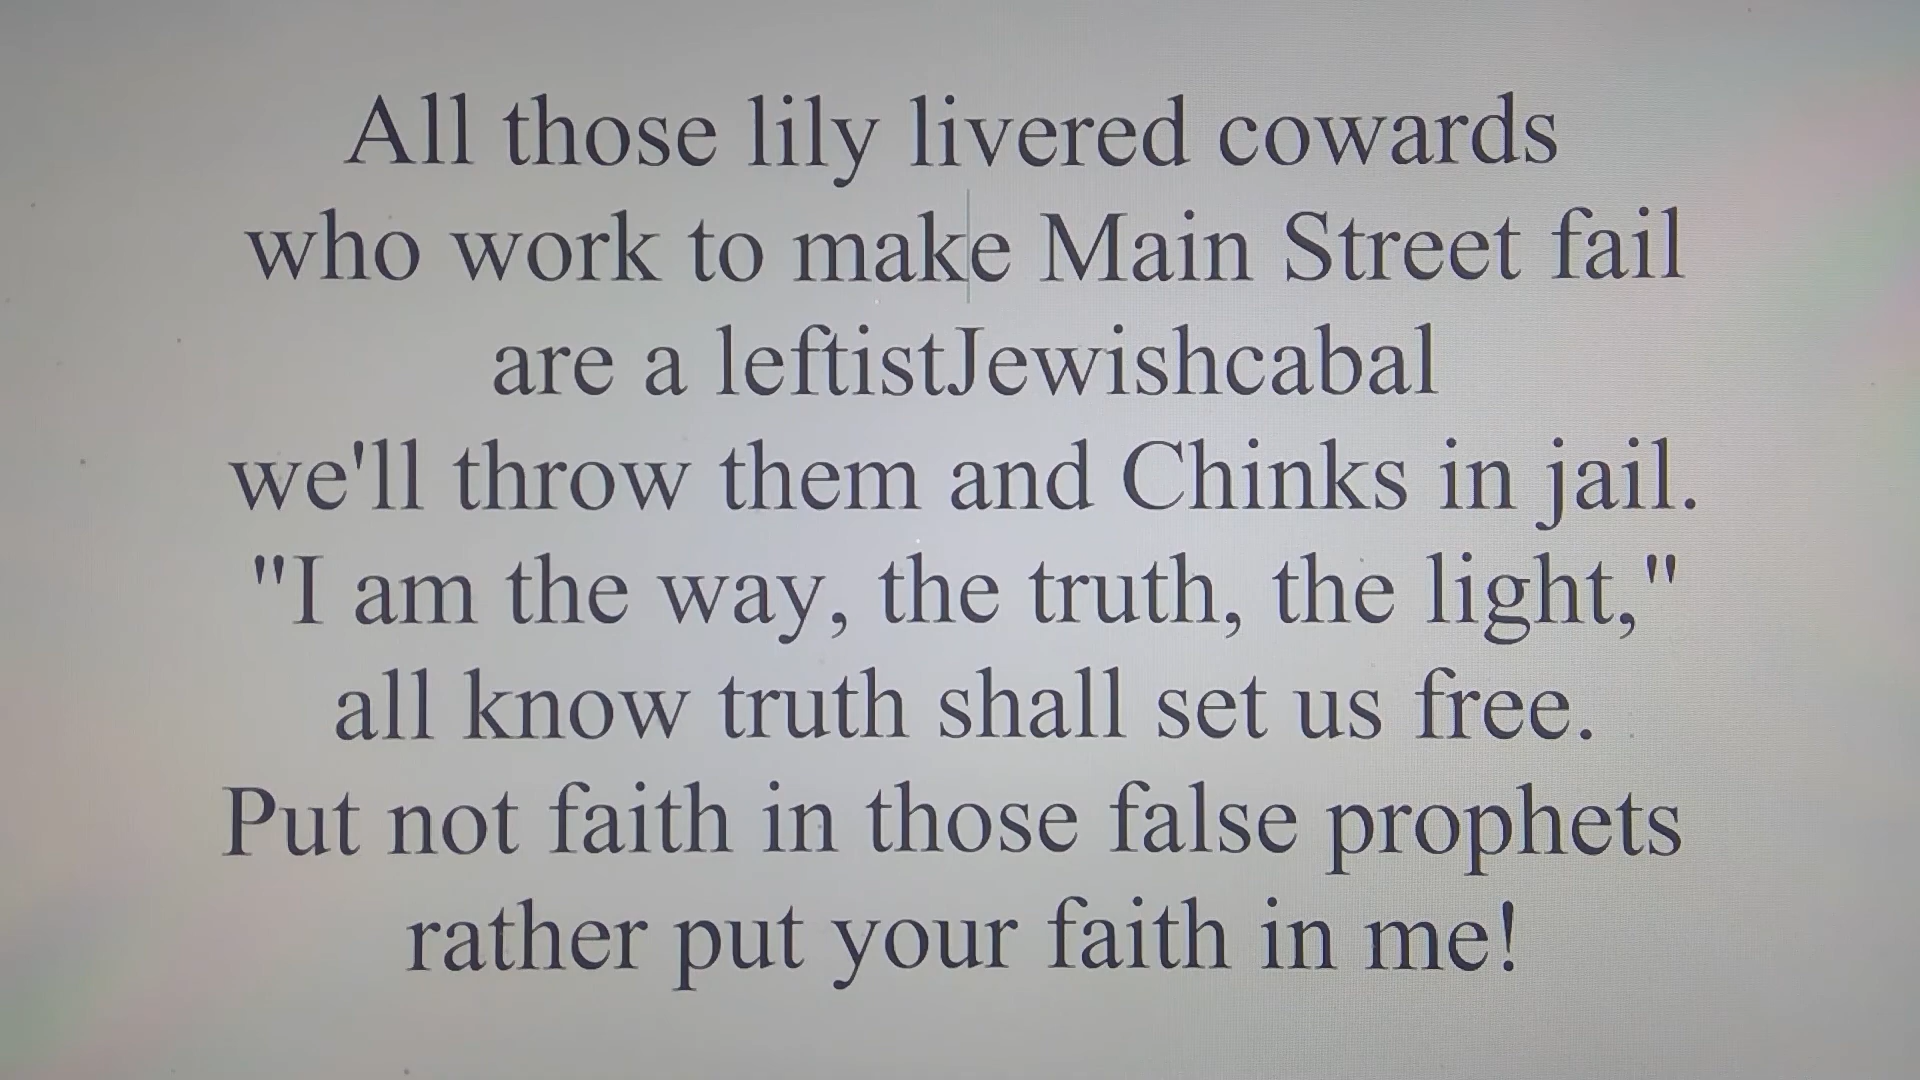 All those lily livered cowards
who work to make Main Street fail
are a leftistJewishcabal
we'll throw them and Chinks in jail.
"I am the way, the truth, the light,"
all know truth shall set us free.
Put not faith in those false prophets
rather put your faith in me!